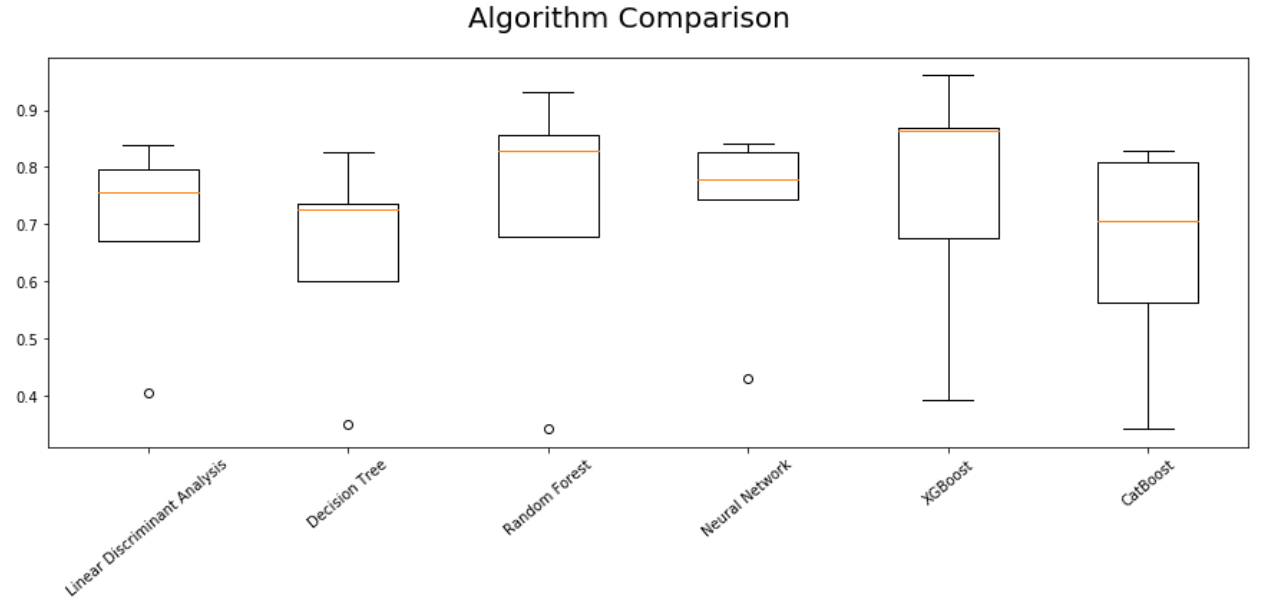 Algorithm Comparison
0.9
0.8
0.7
0.6
0.5
0.4
Linear Discriminant Analysis
Decision Tree
Random Forest
Neural Network
XGBoost
CatBoost